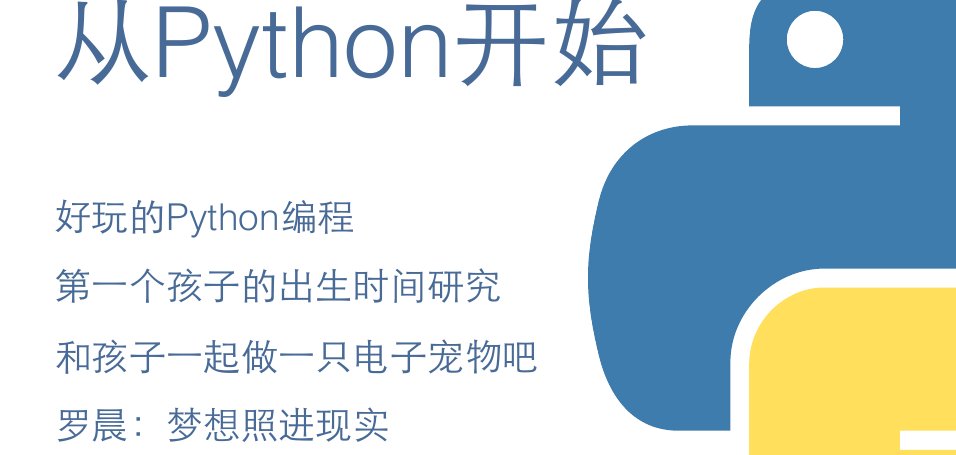 从Python开始
好玩的Python编程
第一个孩子的出生时间研究
和孩子一起做一只电子宠物吧
罗晨：梦想照进现实